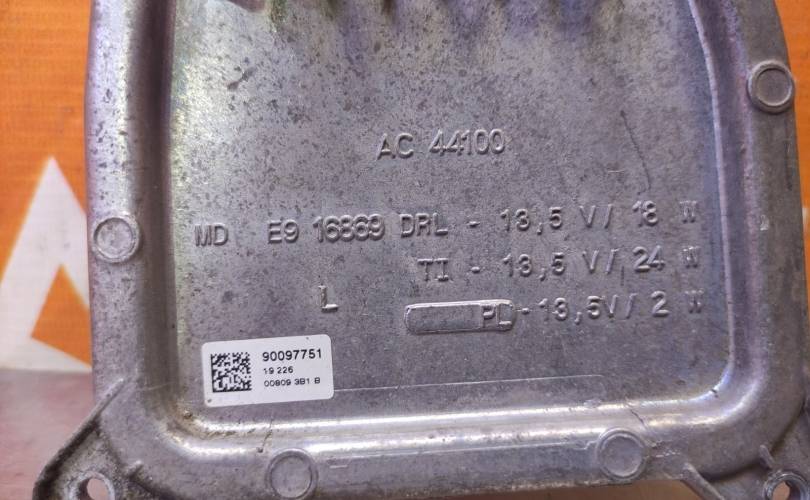 AC 44100
MD E9 16869 DRL - 13,5 V/ 18 W
TI - 13,5 V/ 24 W
L PL - 13,5V/ 2 W
90097751
19 226
00809 3B1 B